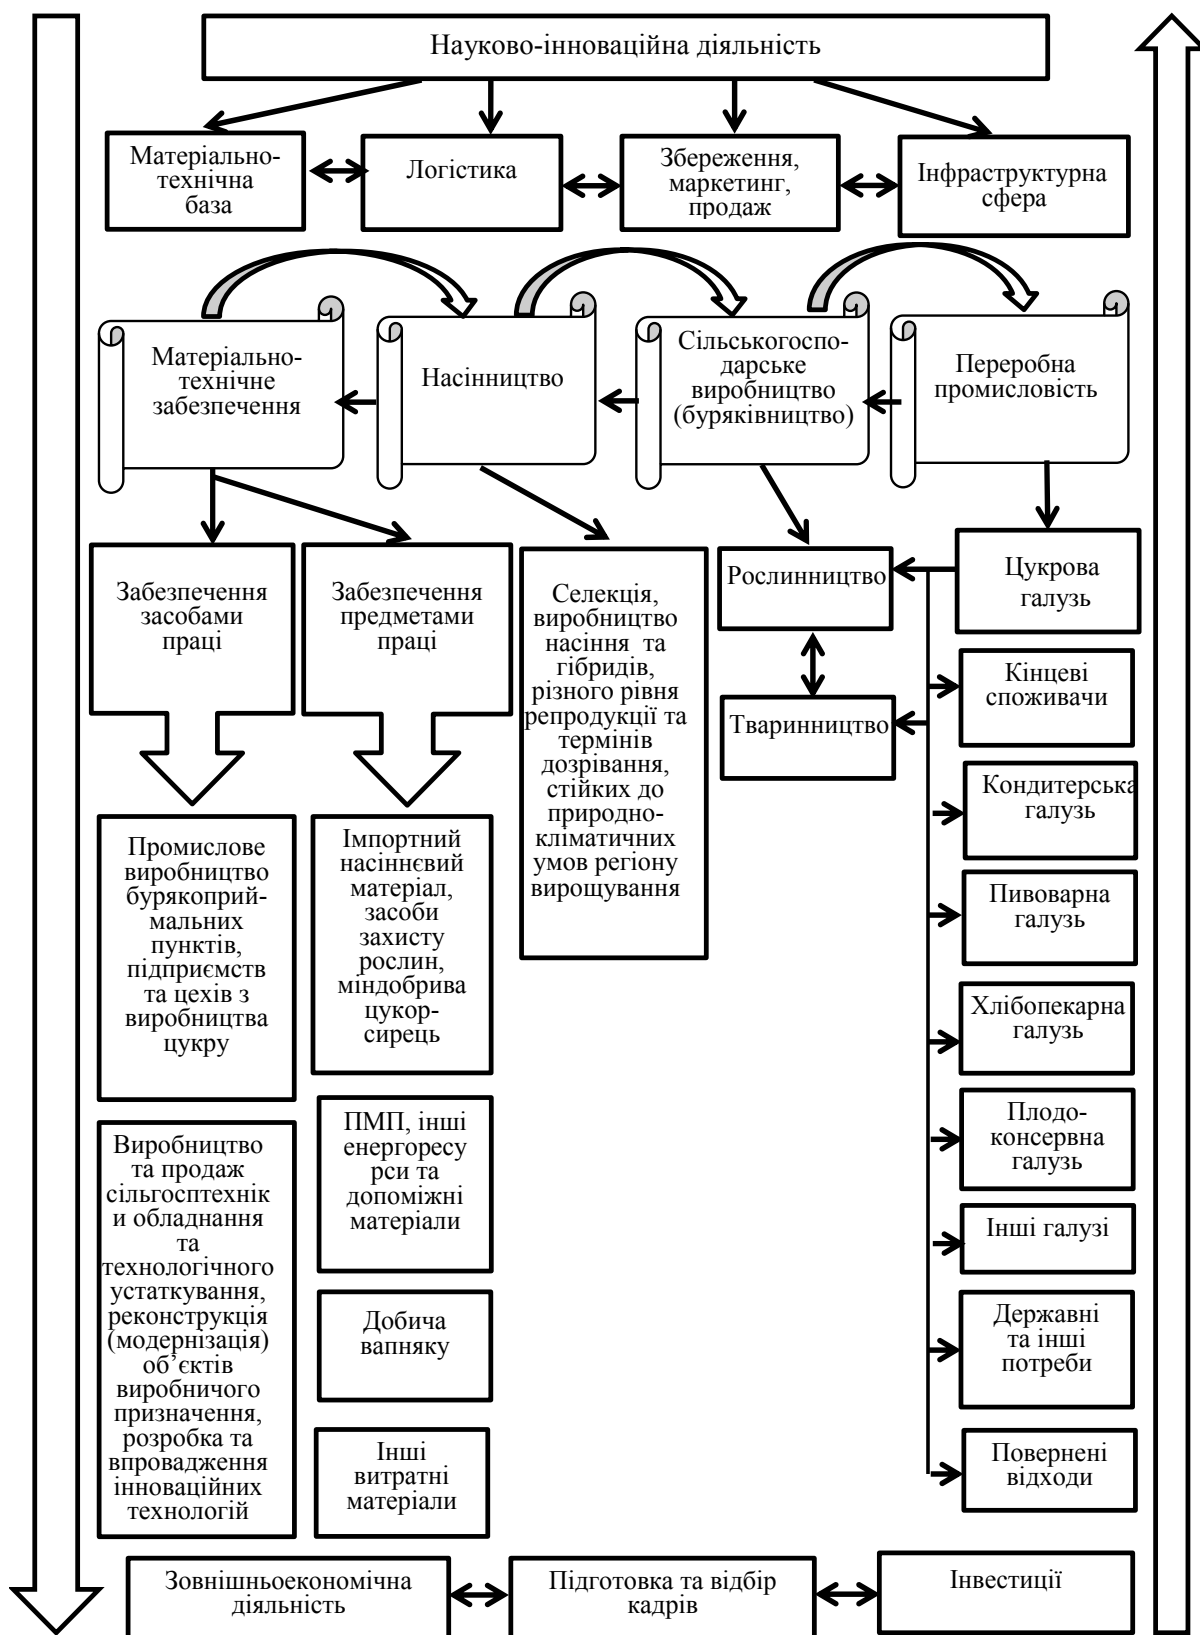 Науково-інноваційна діяльність
Матеріально-
технічна
база
Логістика
Збереження,
маркетинг,
продаж
Інфраструктурна
сфера
Матеріально-
технічне
забезпечення
Насінництво
Сільськогоспо-
дарське
виробництво
(буряківництво)
Переробна
промисловість
Забезпечення
засобами
праці
Забезпечення
предметами
праці
Селекція,
виробництво
насіння та
гібридів,
різного рівня
репродукції та
термінів
дозрівання,
стійких до
природно-
кліматичних
умов регіону
вирощування
Рослинництво
Тваринництво
Цукрова
галузь
Кінцеві
споживачи
Кондитерська
галузь
Пивоварна
галузь
Хлібопекарна
галузь
Плодо-
консервна
галузь
Інші галузі
Державні
та інші
потреби
Повернені
відходи
Промислове
виробництво
бурякоприй-
мальних
пунктів,
підприємств
та цехів з
виробництва
цукру
Імпортний
насіннєвий
матеріал,
засоби
захисту
рослин,
міндобрива
цукор-
сирець
Виробництво
та продаж
сільгосптехнік
и обладнання
та
технологічного
устаткування,
реконструкція
(модернізація)
об’єктів
виробничого
призначення,
розробка та
впровадження
інноваційних
технологій
ПМП, інші
енергоресу
рси та
допоміжні
матеріали
Добича
вапняку
Інші
витратні
матеріали
Зовнішньоекономічна
діяльність
Підготовка та відбір
кадрів
Інвестиції